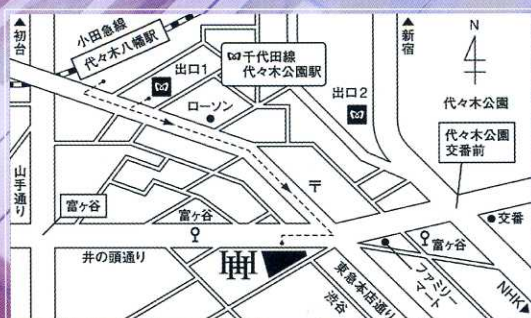 ▲初台
小田急線
代々木八幡駅
千代田線
代々木公園駅
▲新宿
N
出口1
出口2
ローソン
代々木公園
代々木公園
交番前
山手通り
富ヶ谷
富ヶ谷
〒
交番
富ヶ谷
井の頭通り
東急本店通り
渋谷
ファミリー
マート
NHK▶